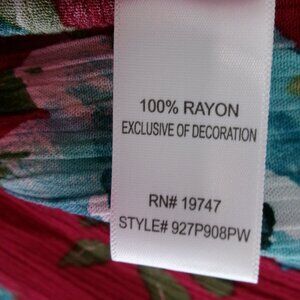 100% RAYON
EXCLUSIVE OF DECORATION
RN# 19747
STYLE# 927P908PW